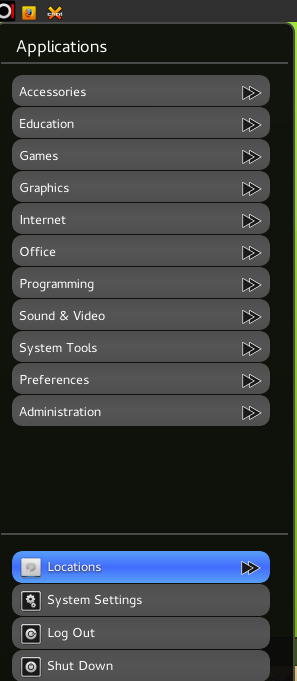 Applications
Accessories
Education
Games
Graphics
Internet
Office
Programming
Sound & Video
System Tools
Preferences
Administration
Locations
System Settings
Log Out
Shut Down